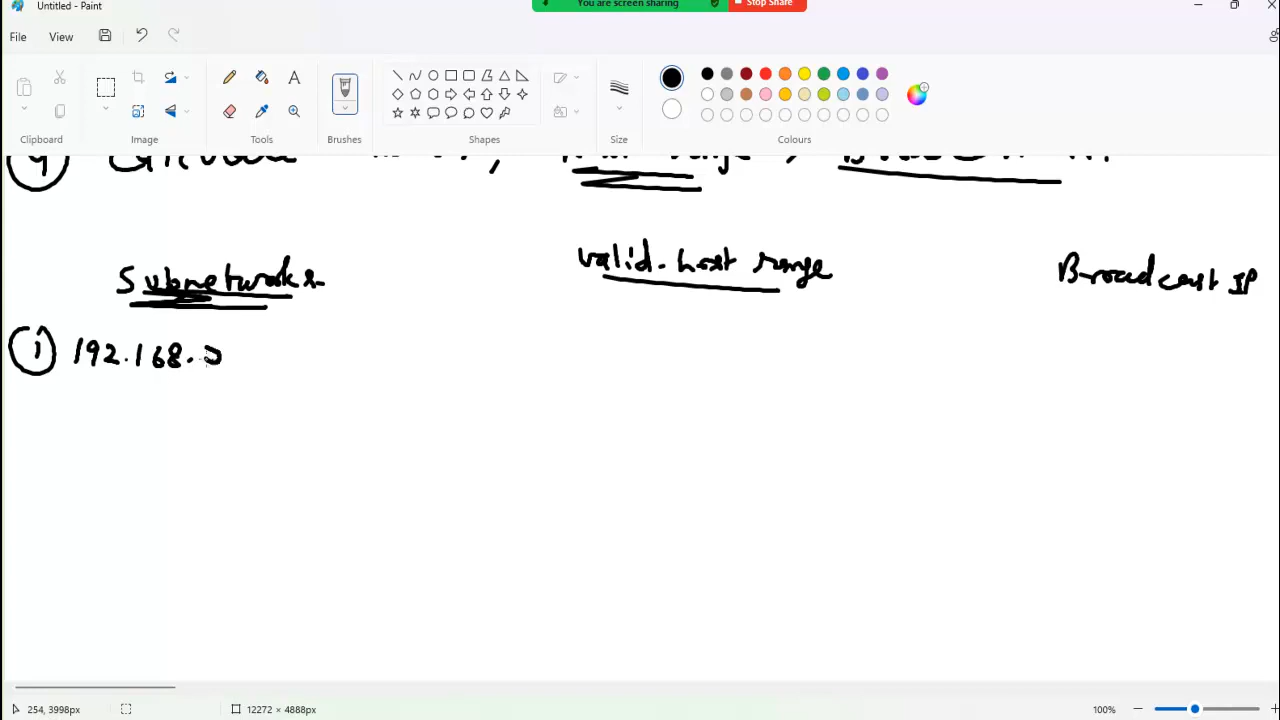 Untitled - Paint
You are screen sharing
Stop Share
File View
Clipboard Image Tools Brushes Shapes Size Colours
④
Subnetworks
valid host range
Broadcast IP
① 192.168.0
254, 3998px 12272 × 4888px 100%